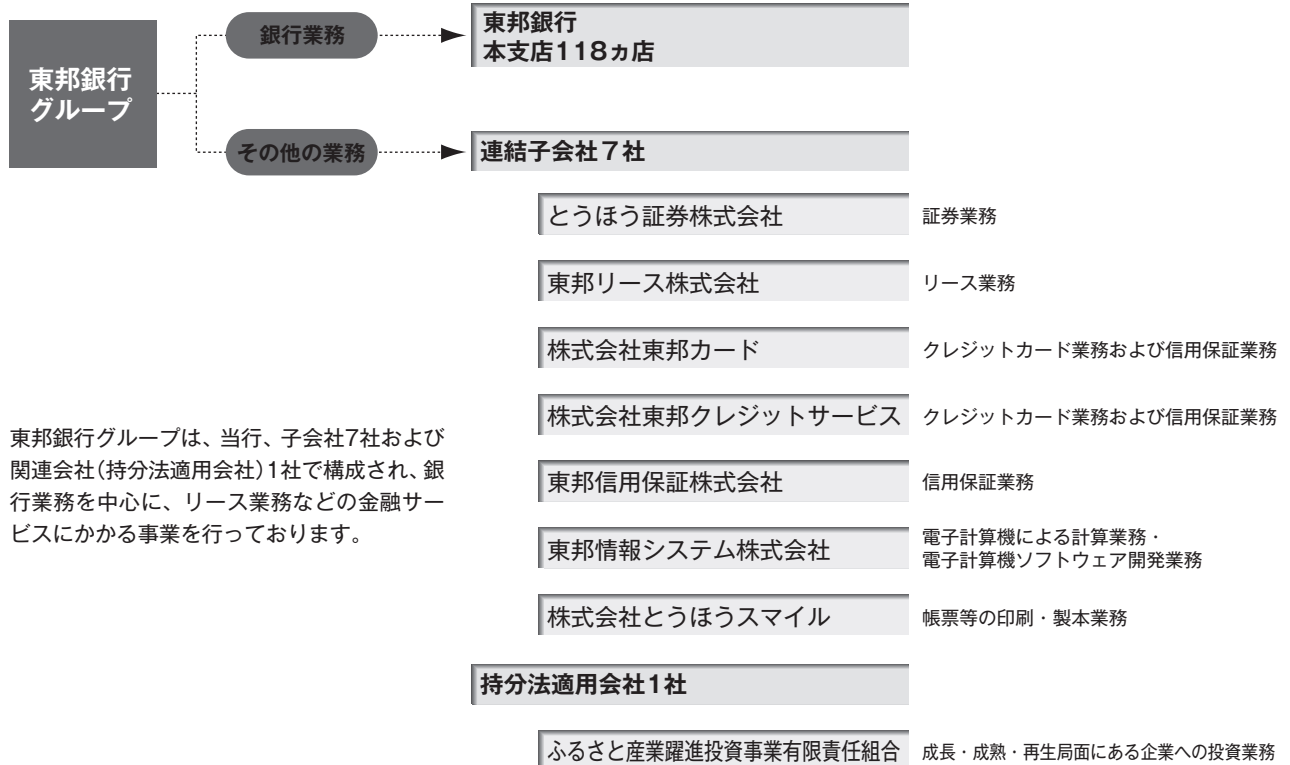 東邦銀行
グループ
銀行業務
東邦銀行
本支店118ヵ店
その他の業務
連結子会社7社
とうほう証券株式会社
証券業務
東邦リース株式会社
リース業務
株式会社東邦カード
クレジットカード業務および信用保証業務
株式会社東邦クレジットサービス
クレジットカード業務および信用保証業務
東邦信用保証株式会社
信用保証業務
東邦情報システム株式会社
電子計算機による計算業務・
電子計算機ソフトウェア開発業務
株式会社とうほうスマイル
帳票等の印刷・製本業務
持分法適用会社1社
ふるさと産業躍進投資事業有限責任組合
成長・成熟・再生局面にある企業への投資業務
東邦銀行グループは、当行、子会社7社および
関連会社(持分法適用会社)1社で構成され、銀
行業務を中心に、リース業務などの金融サー
ビスにかかる事業を行っております。